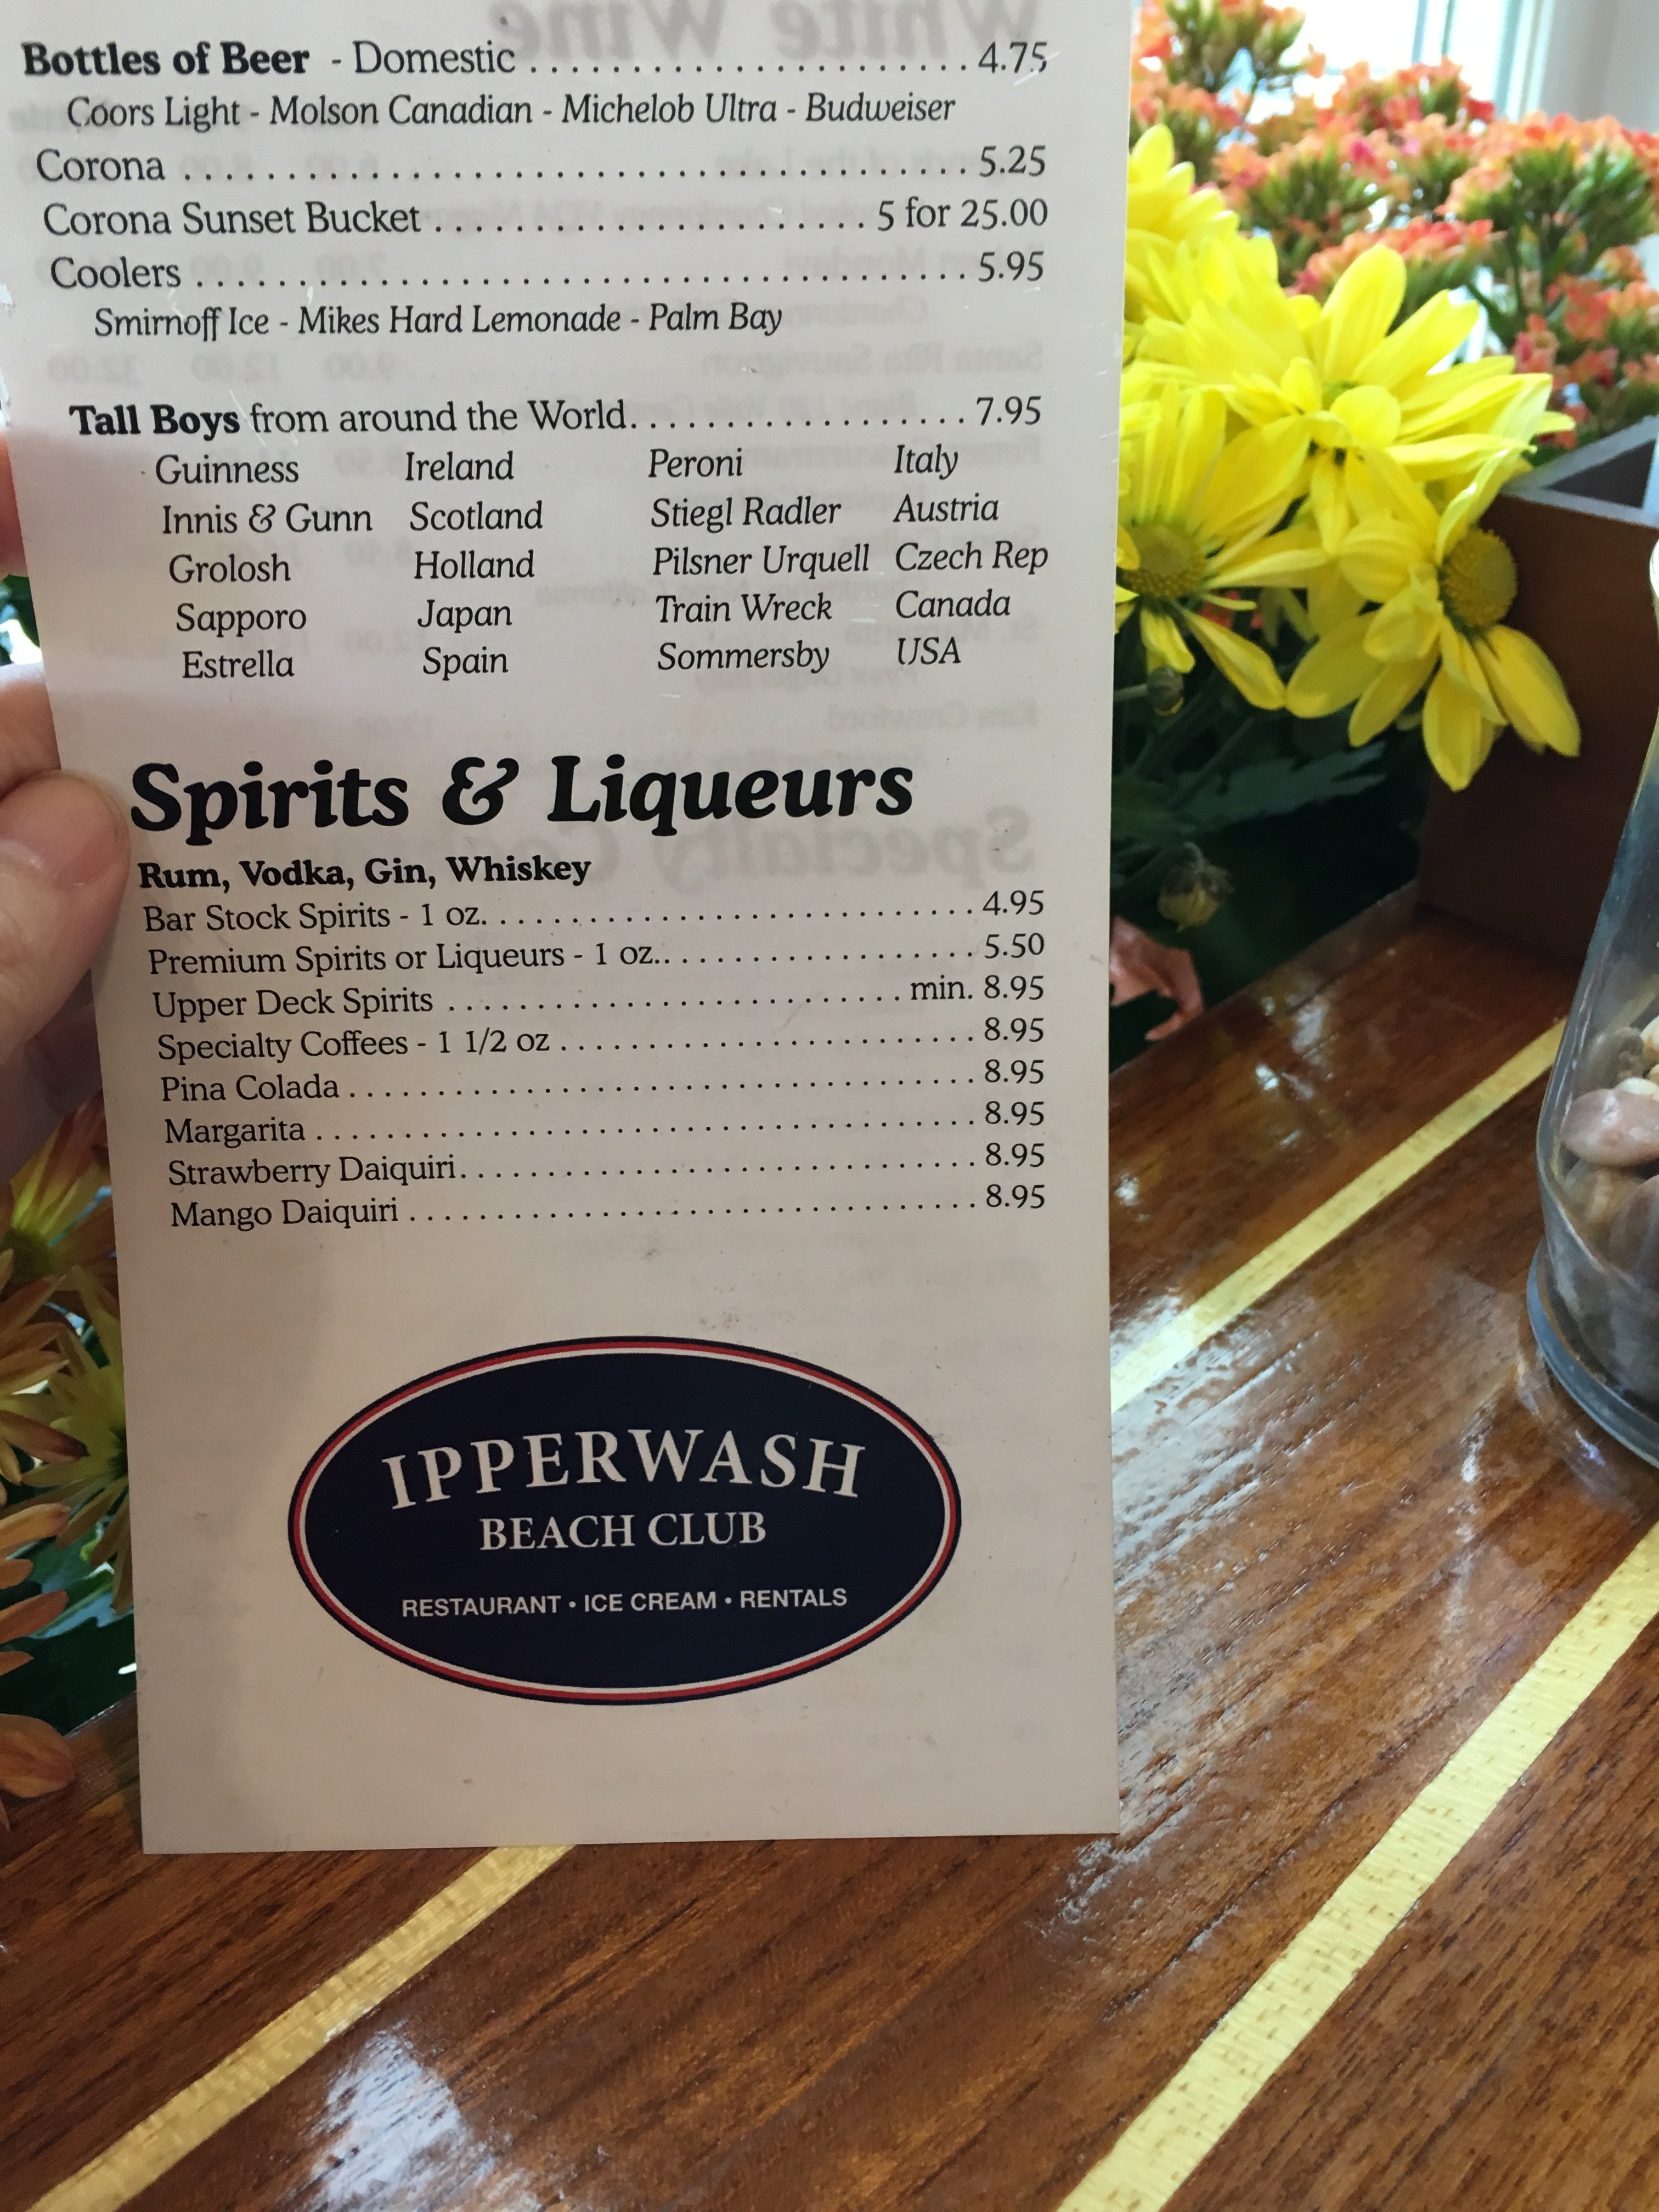 Bottles of Beer - Domestic . . . . . . . . . . . . . . . . . . . . . . . . . 4.75
Coors Light - Molson Canadian - Michelob Ultra - Budweiser
Corona . . . . . . . . . . . . . . . . . . . . . . . . . . . . . . . . . . . . . . 5.25
Corona Sunset Bucket . . . . . . . . . . . . . . . . . . . . . . 5 for 25.00
Coolers . . . . . . . . . . . . . . . . . . . . . . . . . . . . . . . . . . . . . 5.95
Smirnoff Ice - Mikes Hard Lemonade - Palm Bay
Tall Boys from around the World. . . . . . . . . . . . . . . . . . 7.95
Guinness Ireland Peroni Italy
Innis & Gunn Scotland Stiegl Radler Austria
Grolosh Holland Pilsner Urquell Czech Rep
Sapporo Japan Train Wreck Canada
Estrella Spain Sommersby USA
Spirits & Liqueurs
Rum, Vodka, Gin, Whiskey
Bar Stock Spirits - 1 oz. . . . . . . . . . . . . . . . . . . . . . . . . . . . . 4.95
Premium Spirits or Liqueurs - 1 oz.. . . . . . . . . . . . . . . . . . . 5.50
Upper Deck Spirits . . . . . . . . . . . . . . . . . . . . . . . . . . min. 8.95
Specialty Coffees - 1 1/2 oz . . . . . . . . . . . . . . . . . . . . . . . . 8.95
Pina Colada . . . . . . . . . . . . . . . . . . . . . . . . . . . . . . . . . . . . 8.95
Margarita . . . . . . . . . . . . . . . . . . . . . . . . . . . . . . . . . . . . . . 8.95
Strawberry Daiquiri. . . . . . . . . . . . . . . . . . . . . . . . . . . . . . 8.95
Mango Daiquiri . . . . . . . . . . . . . . . . . . . . . . . . . . . . . . . . . 8.95
IPPERWASH
BEACH CLUB
RESTAURANT • ICE CREAM • RENTALS